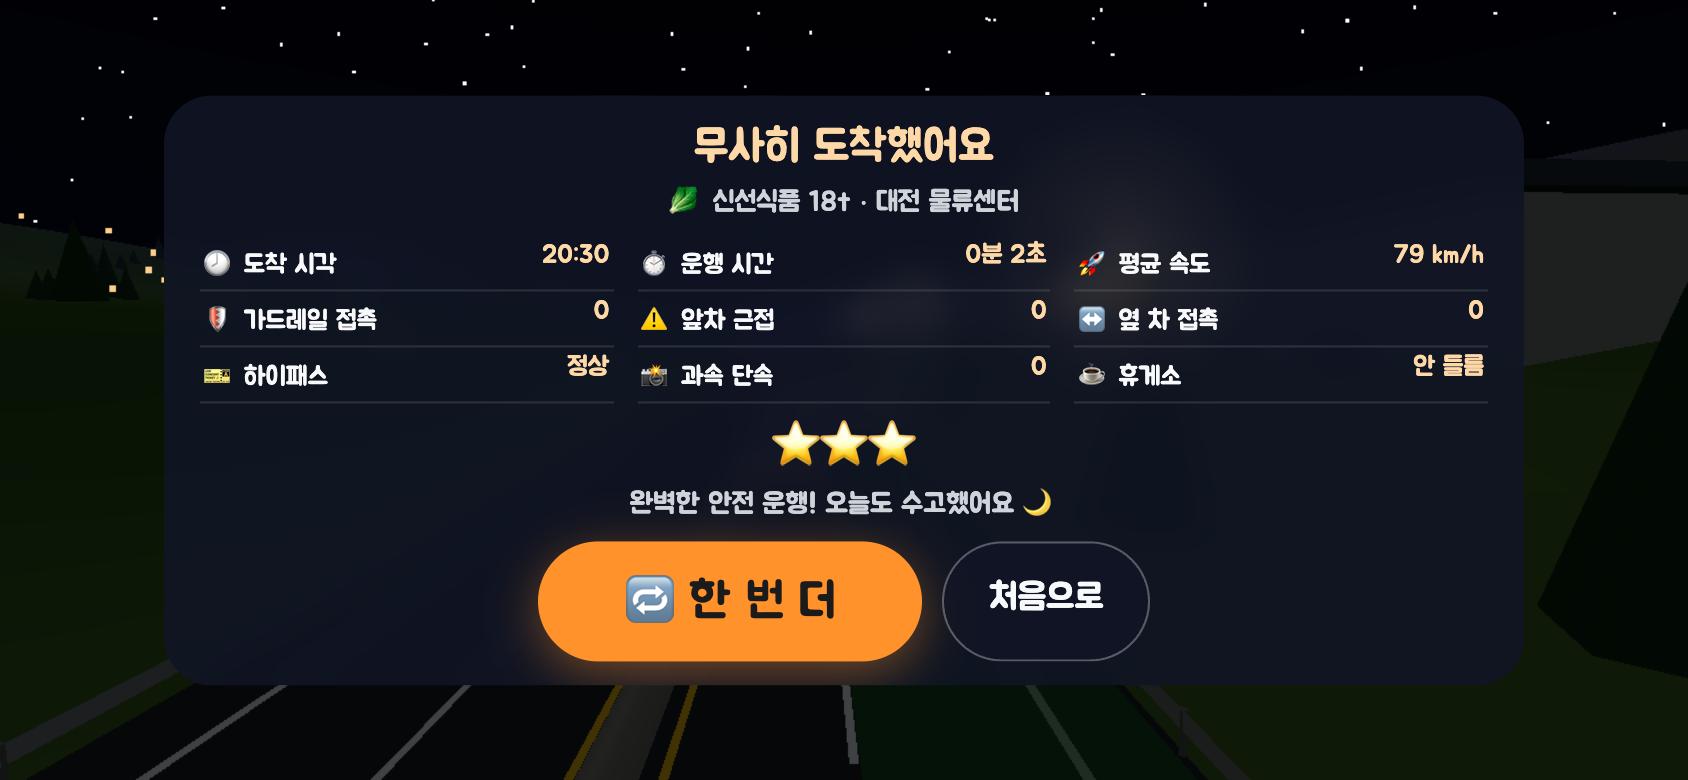 무사히 도착했어요
신선식품 18t · 대전 물류센터
도착 시각 20:30
운행 시간 0분 2초
평균 속도 79 km/h
가드레일 접촉 0
앞차 근접 0
옆 차 접촉 0
하이패스 정상
과속 단속 0
휴게소 안 들름
완벽한 안전 운행! 오늘도 수고했어요
한 번 더
처음으로